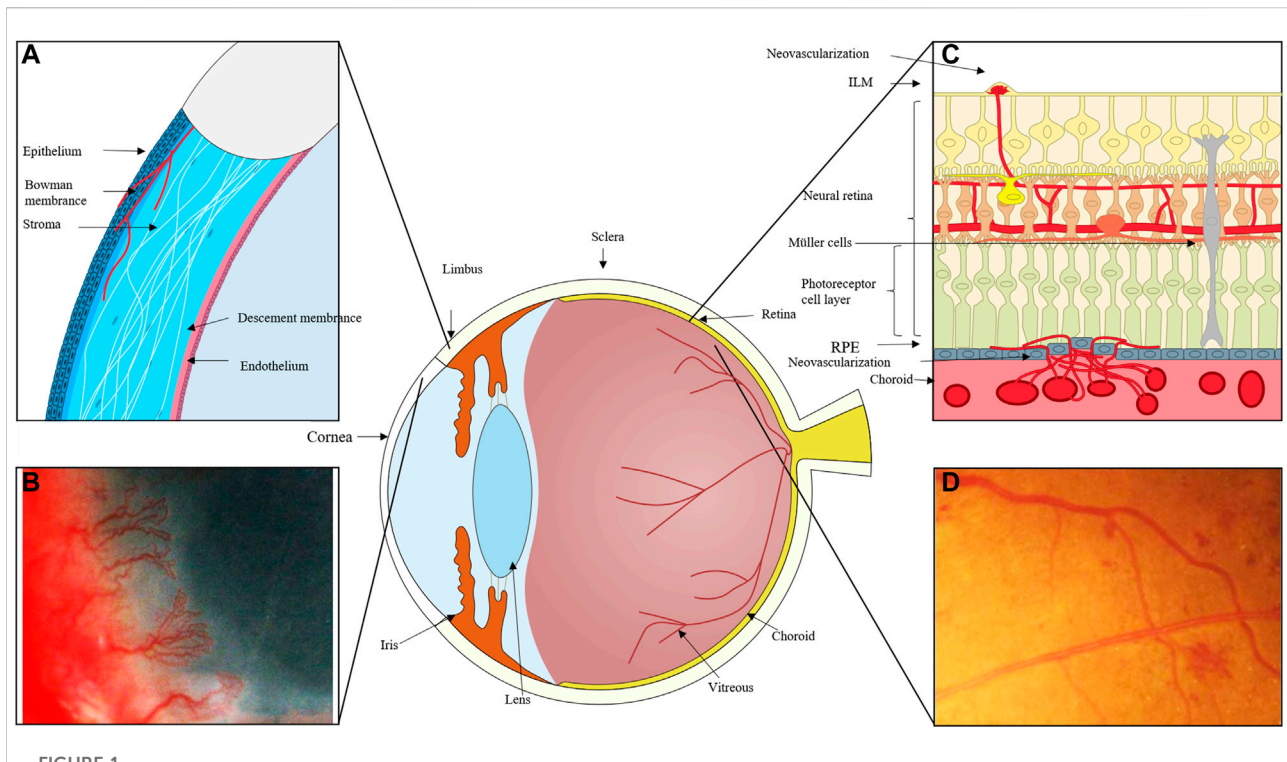 A
Epithelium
Bowman
membrance
Stroma
Descement membrance
Endothelium
B
Limbus
Sclera
Retina
Cornea
Iris
Lens
Vitreous
Choroid
C
Neovascularization
ILM
Neural retina
Müller cells
Photoreceptor
cell layer
RPE
Neovascularization
Choroid
D
FIGURE 1